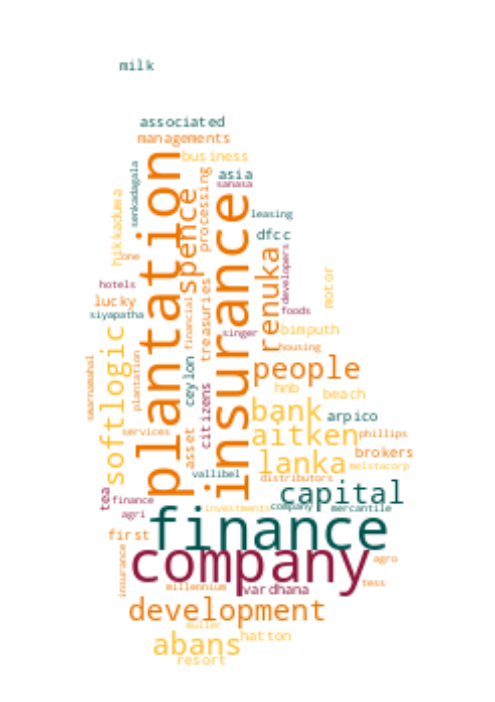 milk
associated
managements
business
plantation
spence
processing
senkadagala
asia
sanasa
insurance
hikkaduwa
leasing
dfcc
one
renuka
developers
motor
hotels
lucky
siyapatha
treasuries
financial
foods
singer
bimputh
housing
softlogic
ceylon
plantation
swarnamahal
people
hnb
beach
citizens
bank
arpico
services
asset
aitken
phillips
brokers
lanka
melstacorp
vallibel
distributors
capital
tea
finance
investments
company
mercantile
agri
finance
first
company
insurance
agro
tess
millennium
vardhana
development
muller
hatton
abans
resort